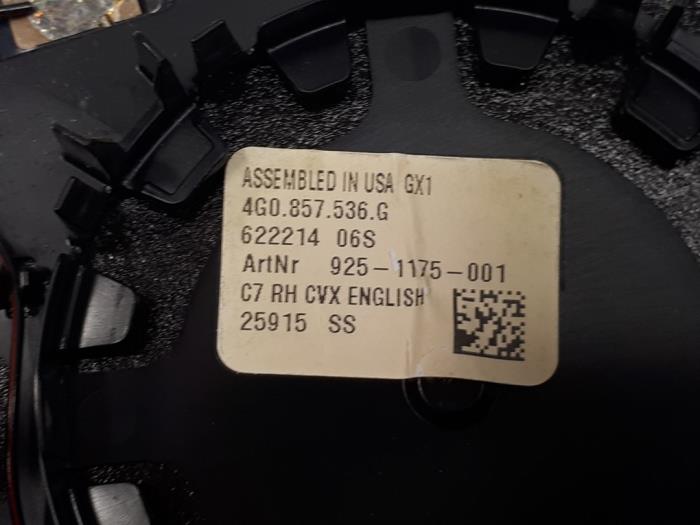 ASSEMBLED IN USA GX1
4G0.857.536.G
622214 06S
ArtNr 925-1175-001
C7 RH CVX ENGLISH
25915 SS